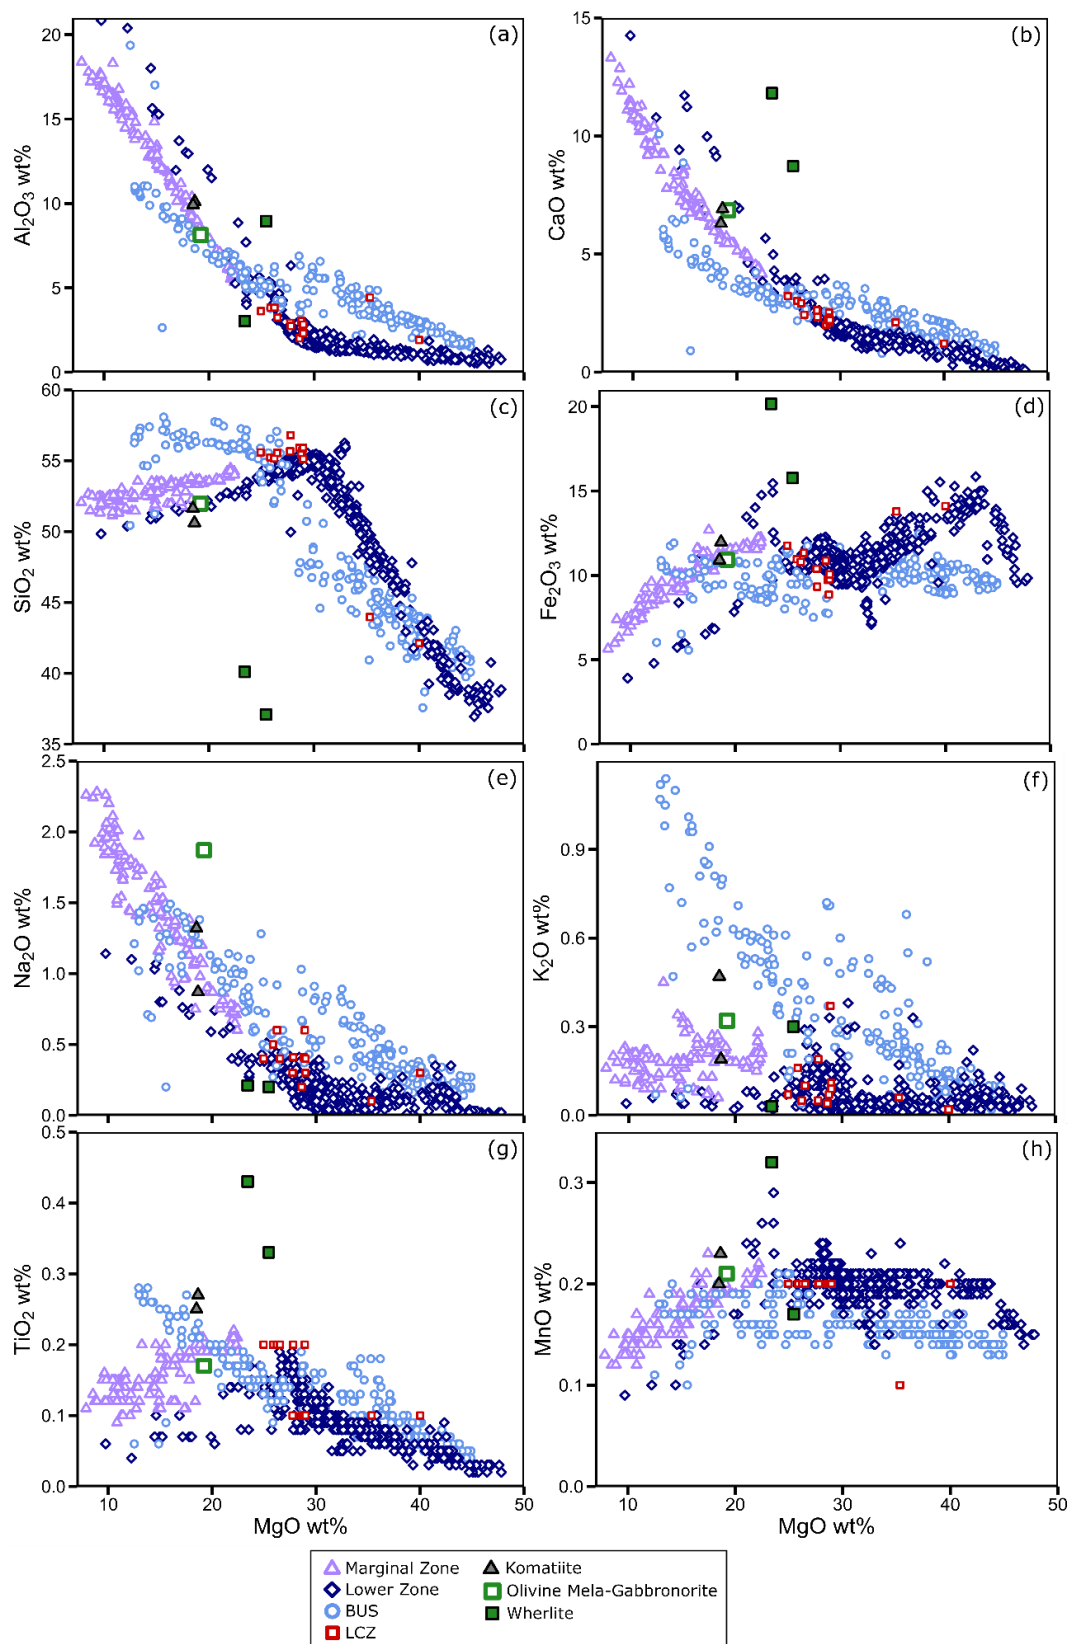 (a)
20
15
10
5
0
Al2O3 wt%
(b)
15
10
5
0
CaO wt%
(c)
60
55
50
45
40
35
SiO2 wt%
(d)
20
15
10
5
0
Fe2O3 wt%
(e)
2.5
2.0
1.5
1.0
0.5
0.0
Na2O wt%
(f)
0.9
0.6
0.3
0.0
K2O wt%
(g)
0.5
0.4
0.3
0.2
0.1
0.0
TiO2 wt%
10 20 30 40 50
MgO wt%
(h)
0.3
0.2
0.1
0.0
MnO wt%
10 20 30 40 50
MgO wt%
Marginal Zone
Lower Zone
BUS
LCZ
Komatiite
Olivine Mela-Gabbronorite
Wherlite